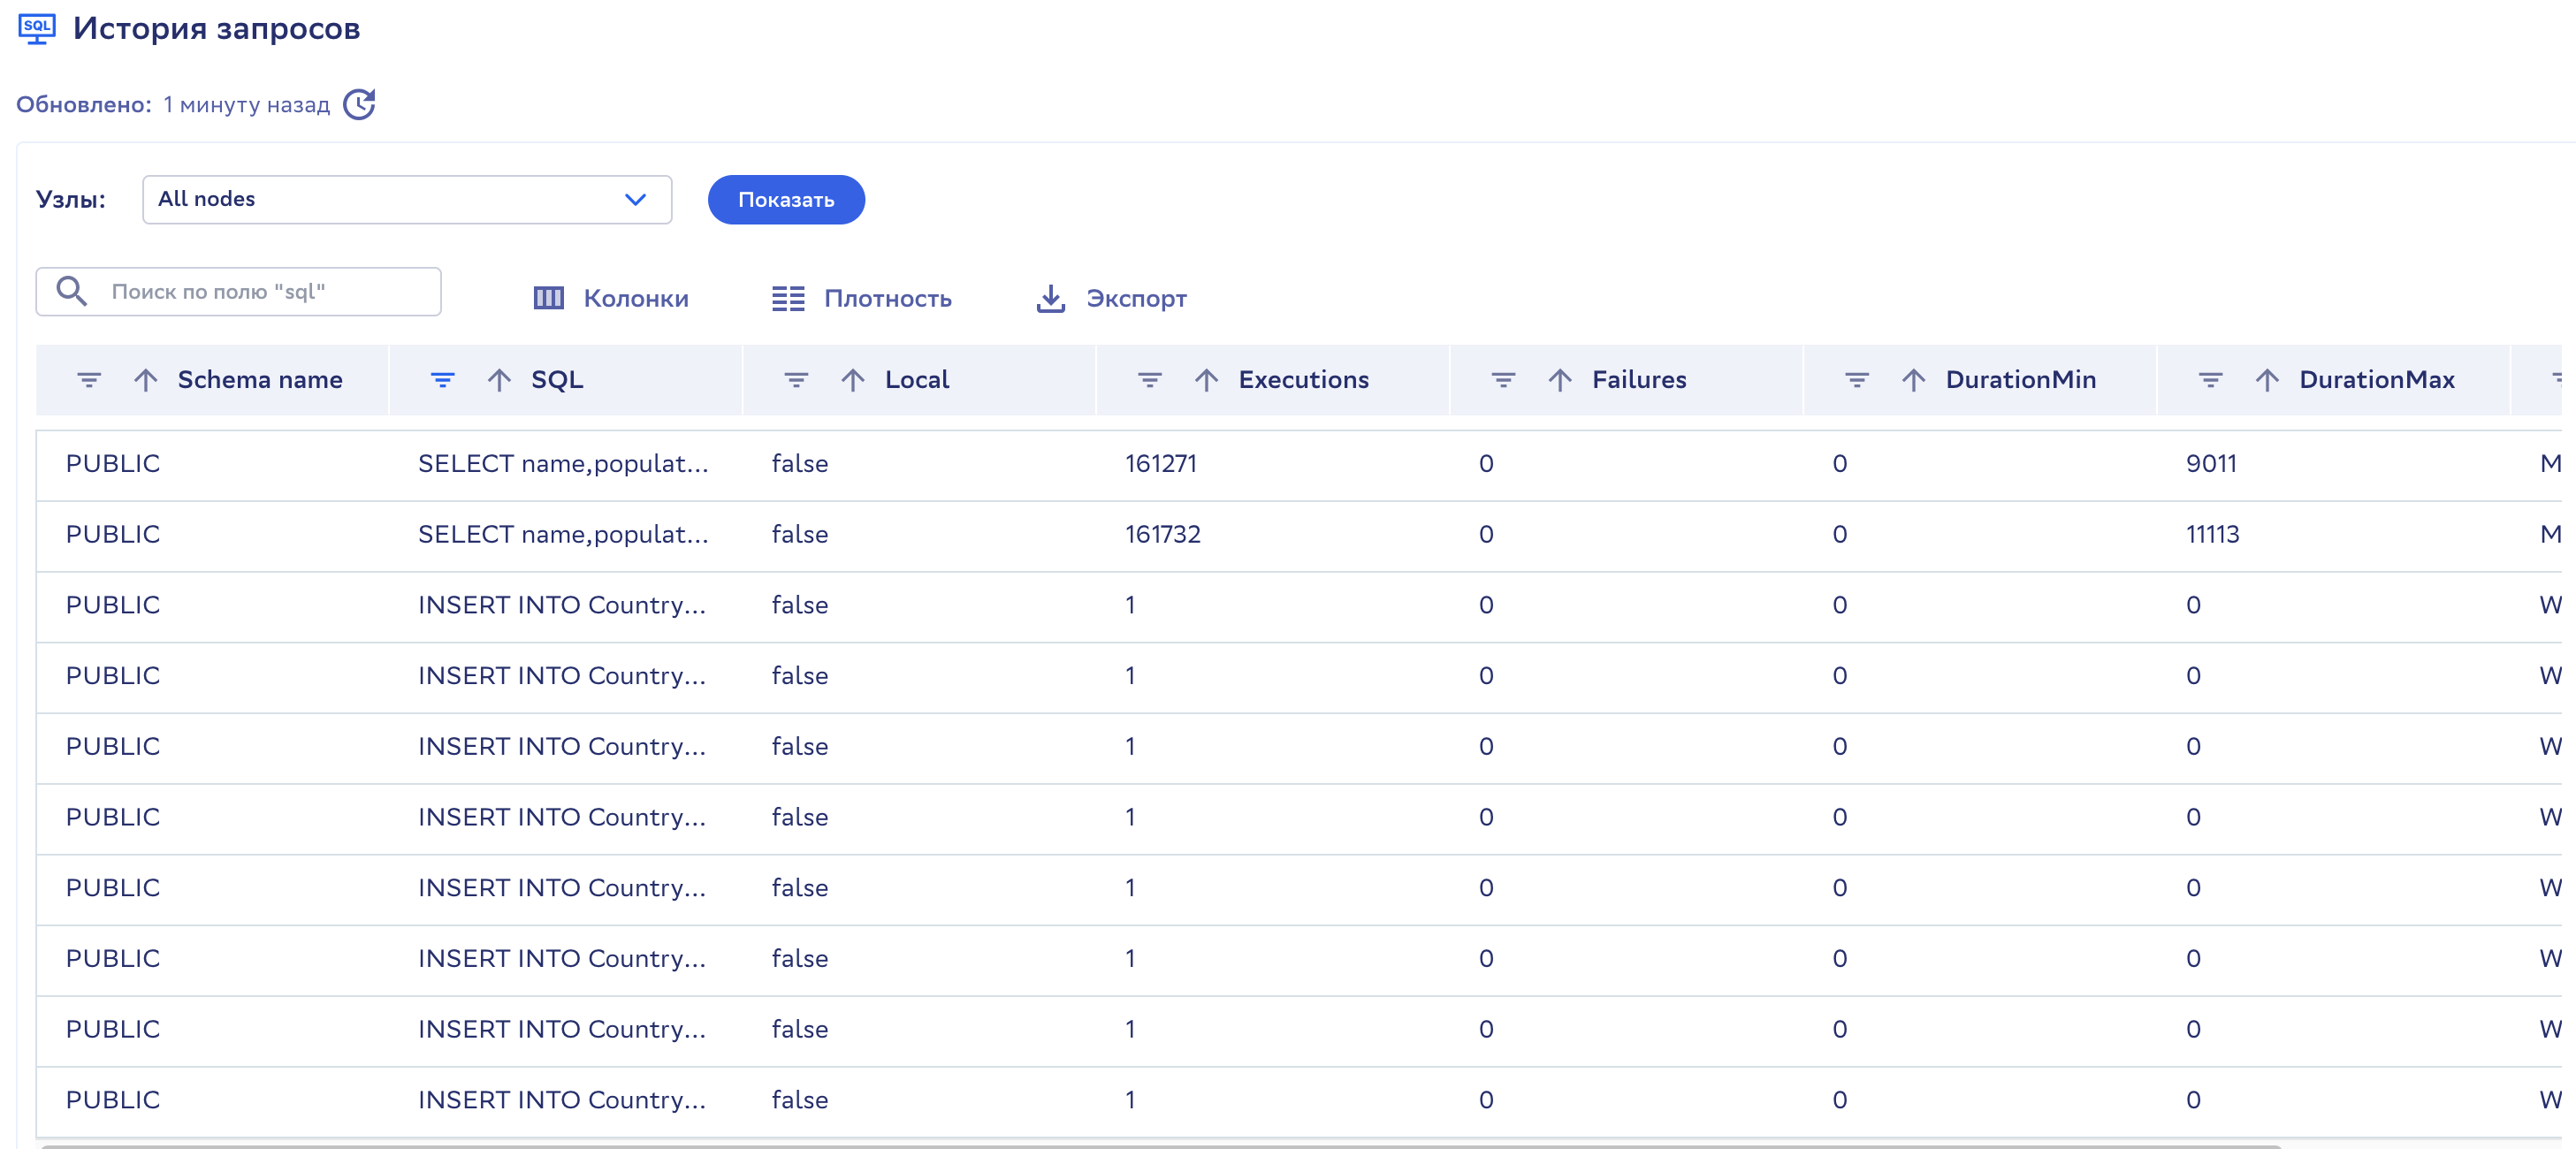 SQL История запросов
Обновлено: 1 минуту назад
Узлы: All nodes Показать
Поиск по полю "sql" Колонки Плотность Экспорт
Schema name SQL Local Executions Failures DurationMin DurationMax
PUBLIC SELECT name,populat... false 161271 0 0 9011 M
PUBLIC SELECT name,populat... false 161732 0 0 11113 M
PUBLIC INSERT INTO Country... false 1 0 0 0 W
PUBLIC INSERT INTO Country... false 1 0 0 0 W
PUBLIC INSERT INTO Country... false 1 0 0 0 W
PUBLIC INSERT INTO Country... false 1 0 0 0 W
PUBLIC INSERT INTO Country... false 1 0 0 0 W
PUBLIC INSERT INTO Country... false 1 0 0 0 W
PUBLIC INSERT INTO Country... false 1 0 0 0 W
PUBLIC INSERT INTO Country... false 1 0 0 0 W